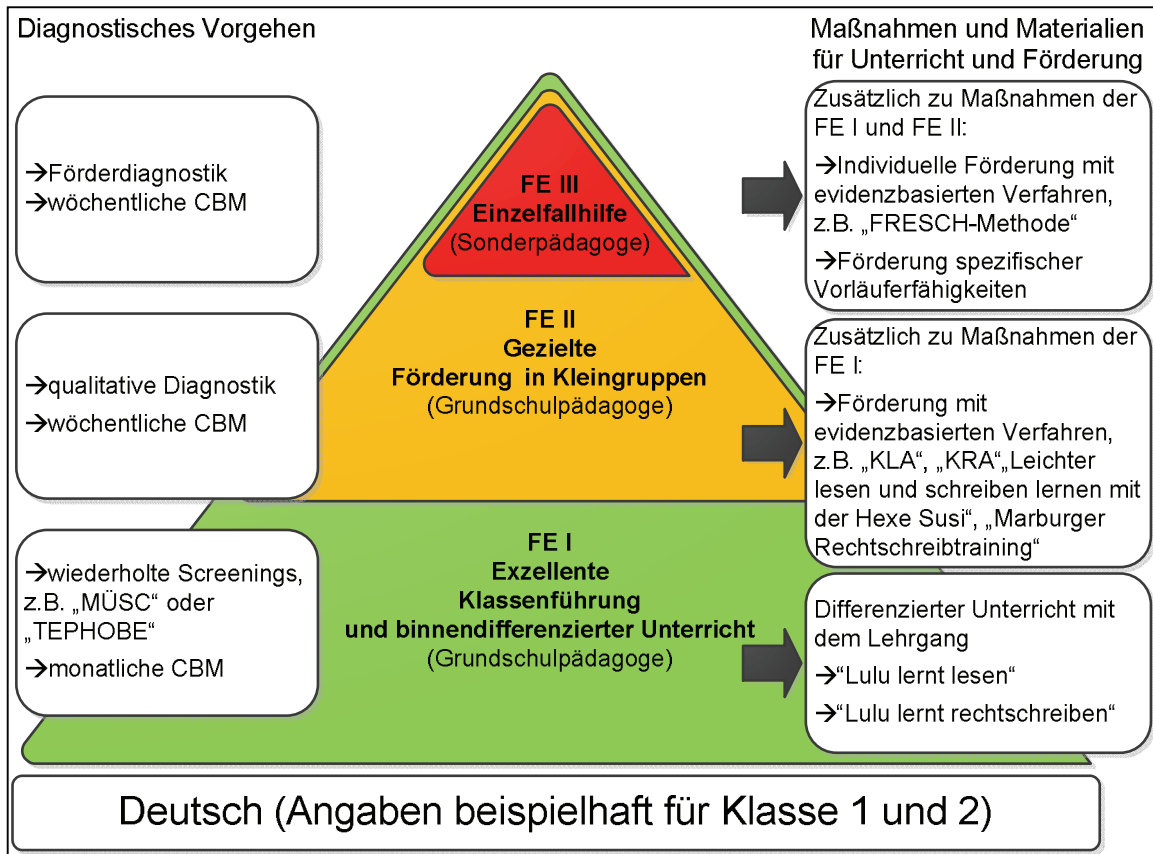 Diagnostisches Vorgehen
Maßnahmen und Materialien
für Unterricht und Förderung
→Förderdiagnostik
→wöchentliche CBM
FE III
Einzelfallhilfe
(Sonderpädagoge)
Zusätzlich zu Maßnahmen der
FE I und FE II:
→Individuelle Förderung mit
evidenzbasierten Verfahren,
z.B. „FRESCH-Methode“
→Förderung spezifischer
Vorläuferfähigkeiten
→qualitative Diagnostik
→wöchentliche CBM
FE II
Gezielte
Förderung in Kleingruppen
(Grundschulpädagoge)
Zusätzlich zu Maßnahmen der
FE I:
→Förderung mit
evidenzbasierten Verfahren,
z.B. „KLA“, „KRA“„Leichter
lesen und schreiben lernen mit
der Hexe Susi“, „Marburger
Rechtschreibtraining“
→wiederholte Screenings,
z.B. „MÜSC“ oder
„TEPHOBE“
→monatliche CBM
FE I
Exzellente
Klassenführung
und binnendifferenzierter Unterricht
(Grundschulpädagoge)
Differenzierter Unterricht mit
dem Lehrgang
→“Lulu lernt lesen“
→“Lulu lernt rechtschreiben“
Deutsch (Angaben beispielhaft für Klasse 1 und 2)